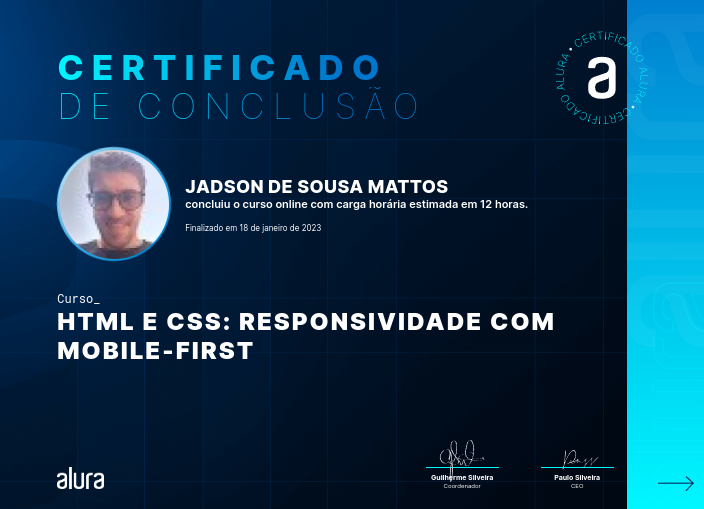 CERTIFICADO
DE CONCLUSÃO
CERTIFICADO ALURA • CERTIFICADO ALURA •
a
JADSON DE SOUSA MATTOS
concluiu o curso online com carga horária estimada em 12 horas.
Finalizado em 18 de janeiro de 2023
Curso_
HTML E CSS: RESPONSIVIDADE COM
MOBILE-FIRST
alura
Guilherme Silveira
Coordenador
Paulo Silveira
CEO